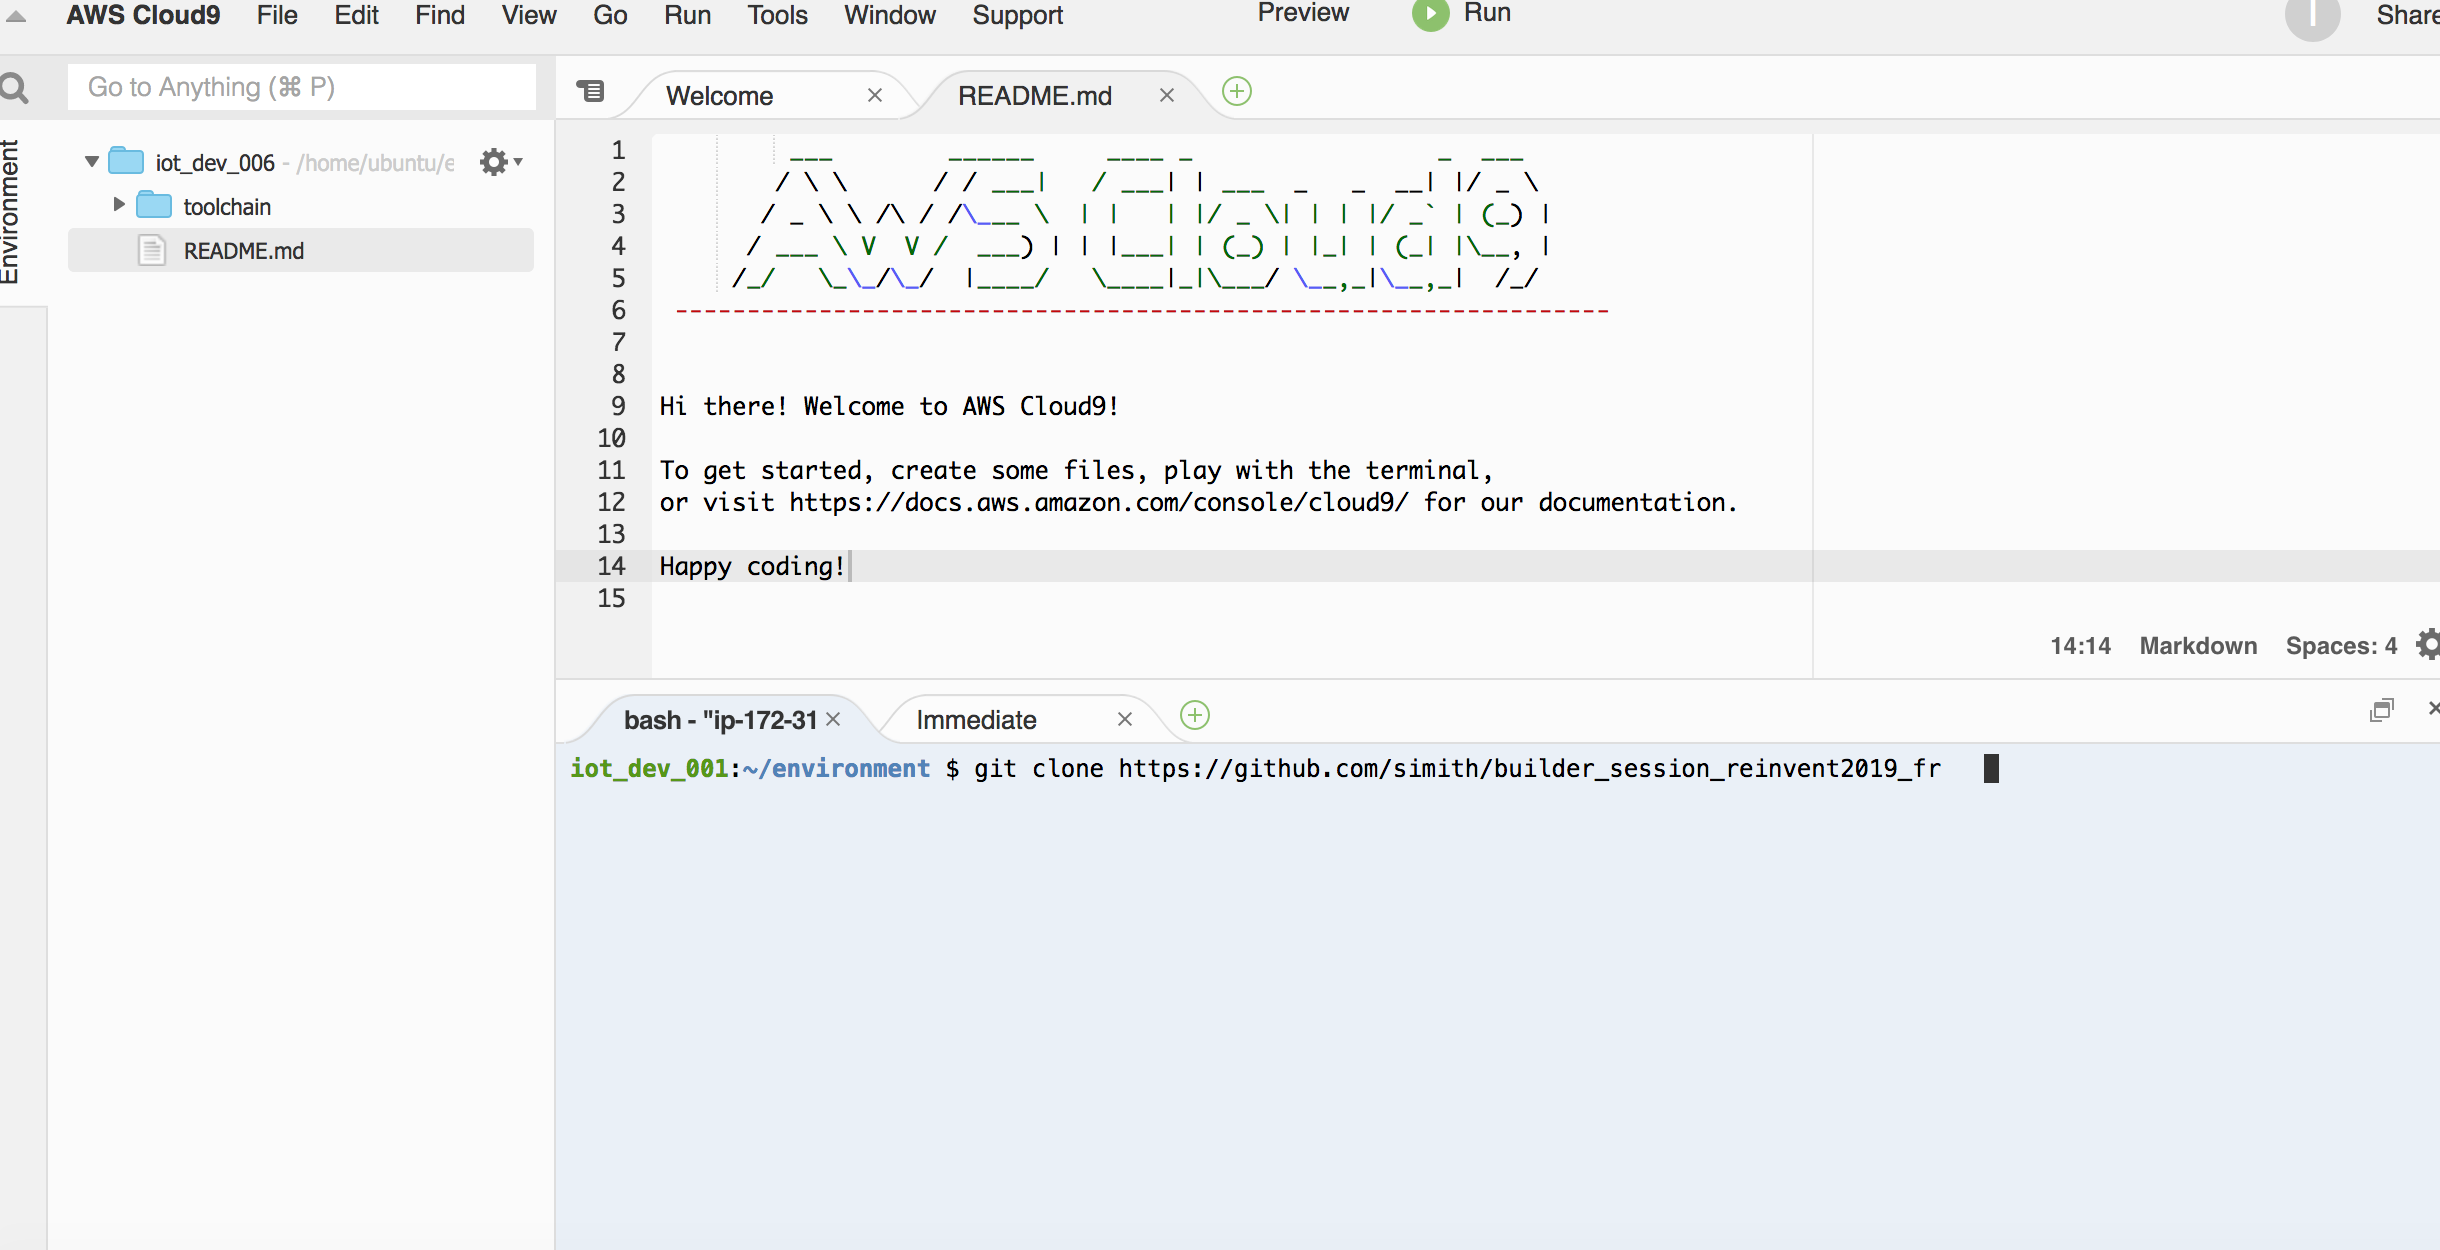 AWS Cloud9 File Edit Find View Go Run Tools Window Support Preview Run Share
Go to Anything (⌘ P)
Environment
iot_dev_006 - /home/ubuntu/e
toolchain
README.md
Welcome
README.md
1
2
3
4
5
6 -----------------------------------------------------------------
7
8
9 Hi there! Welcome to AWS Cloud9!
10
11 To get started, create some files, play with the terminal,
12 or visit https://docs.aws.amazon.com/console/cloud9/ for our documentation.
13
14 Happy coding!
15
14:14 Markdown Spaces: 4
bash - "ip-172-31 Immediate
iot_dev_001:~/environment $ git clone https://github.com/simith/builder_session_reinvent2019_fr